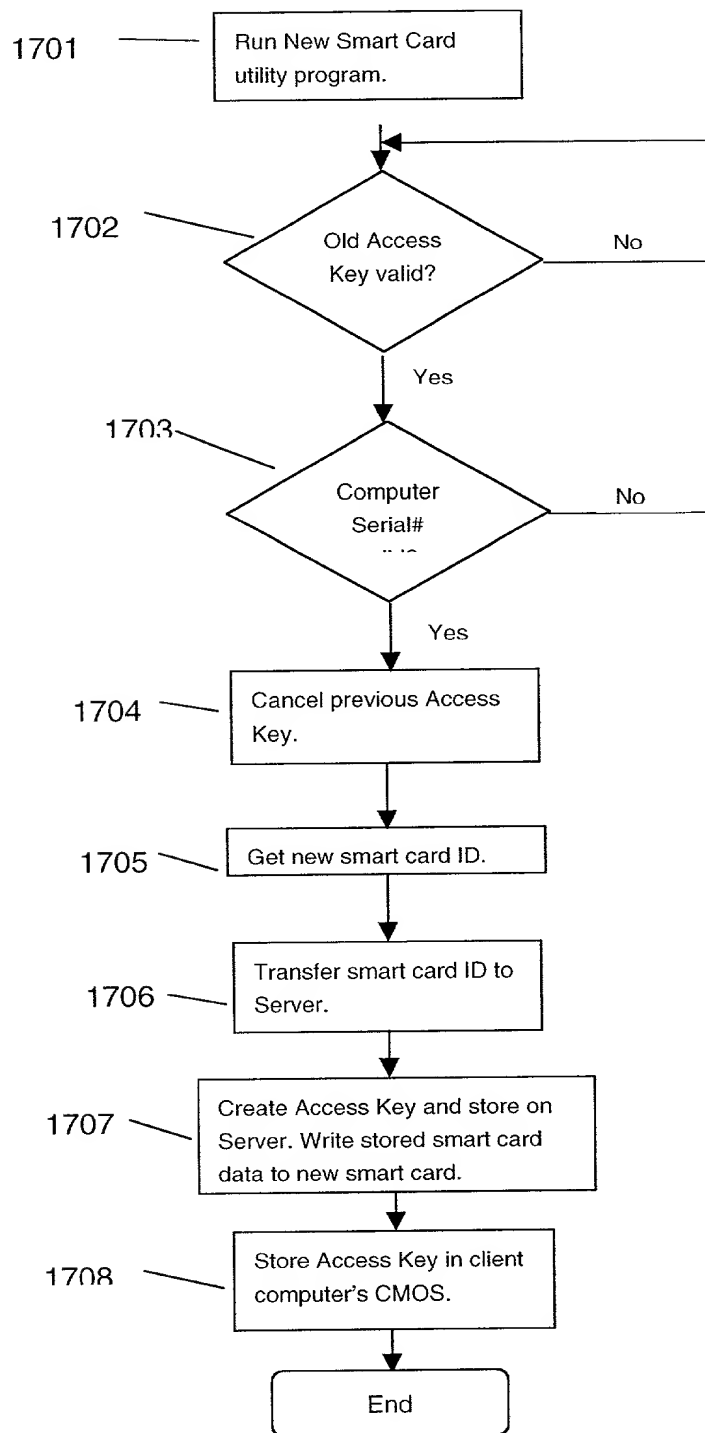 1701
Run New Smart Card
utility program.
1702
Old Access
Key valid?
No
Yes
1703
Computer
Serial#
No
Yes
1704
Cancel previous Access
Key.
1705
Get new smart card ID.
1706
Transfer smart card ID to
Server.
1707
Create Access Key and store on
Server. Write stored smart card
data to new smart card.
1708
Store Access Key in client
computer's CMOS.
End